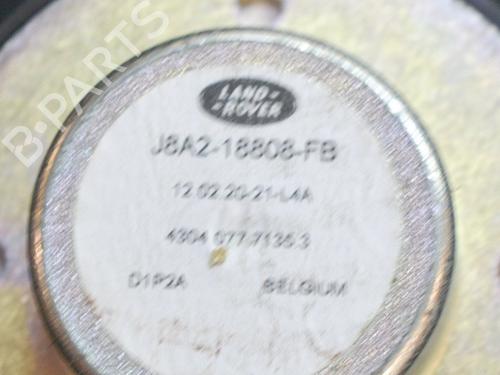 B-PARTS
LAND-
-ROVER
J8A2-18808-FB
12.02.20-21-L4A
4304 077 7135.3
D1P2A BELGIUM